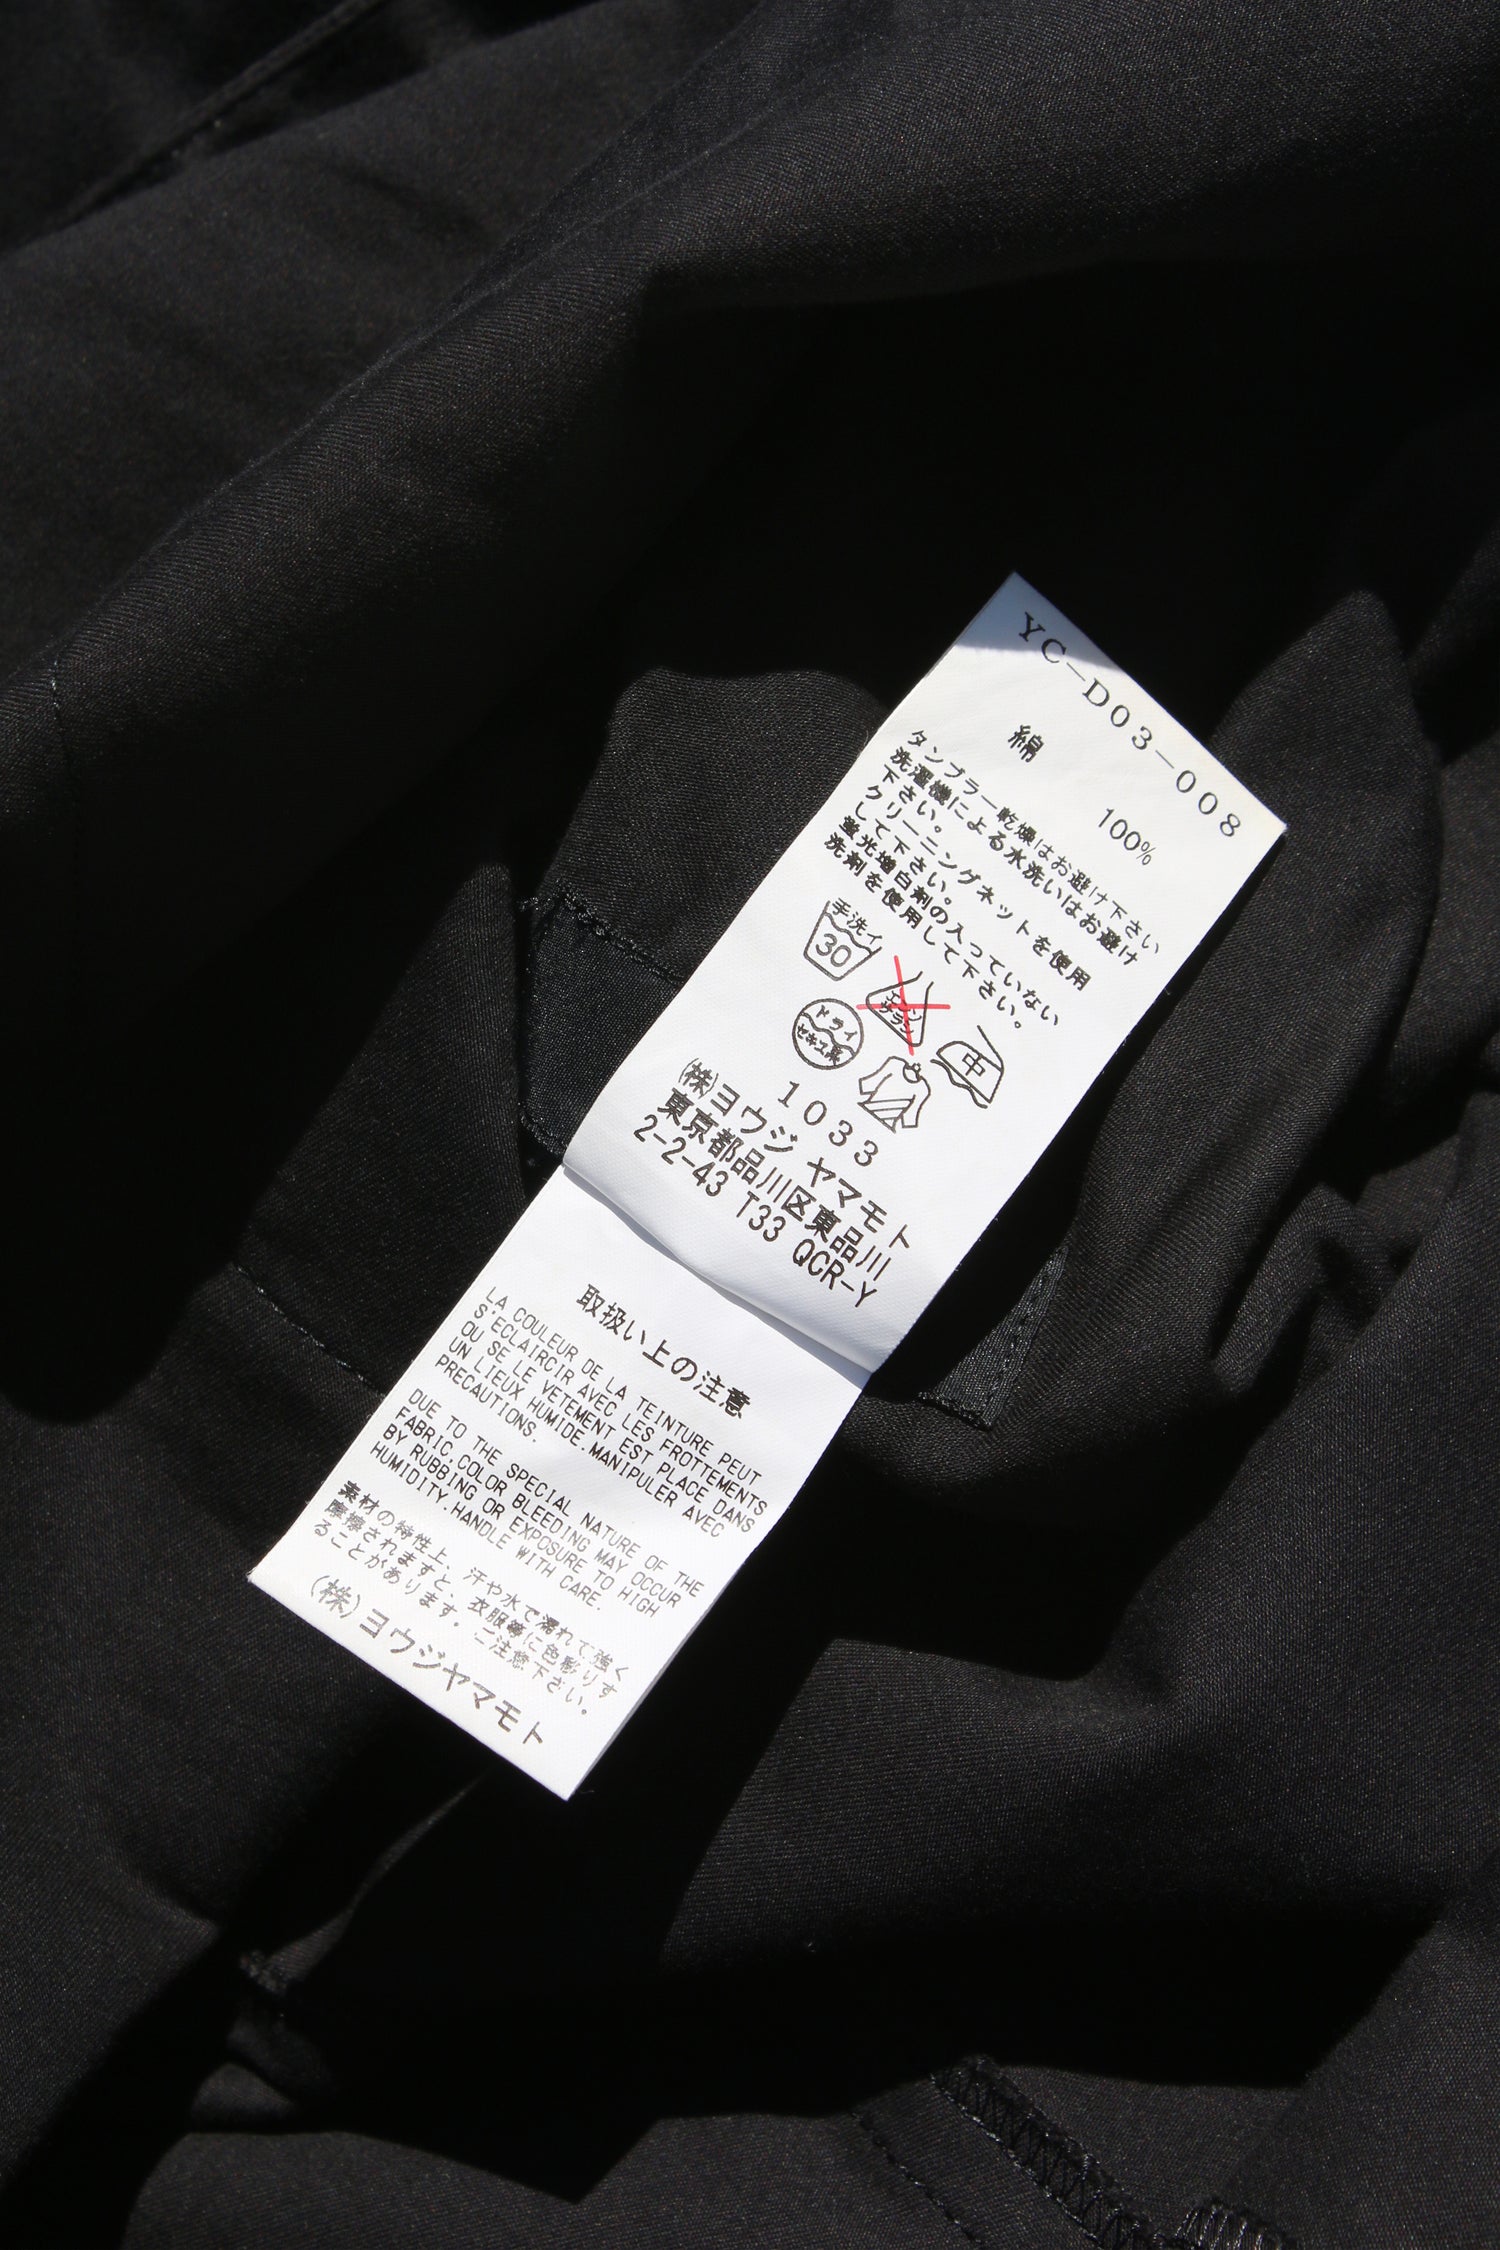 YC-D03-008
綿 100%
タンブラー乾燥はお避け下さい
洗濯機による水洗いはお避け
下さい。
クリーニングネットを使用
して下さい。
蛍光増白剤の入っていない
洗剤を使用して下さい。
手洗イ
30
エンソ
サラシ
中
ドライ
セキユ系
1033
(株)ヨウジ ヤマモト
東京都品川区東品川
2-2-43 T33 QCR-Y
取扱い上の注意
LA COULEUR DE LA TEINTURE PEUT
S'ECLAIRCIR AVEC LES FROTTEMENTS
OU SE LE VETEMENT EST PLACE DANS
UN LIEUX HUMIDE.MANIPULER AVEC
PRECAUTIONS.
DUE TO THE SPECIAL NATURE OF THE
FABRIC,COLOR BLEEDING MAY OCCUR
BY RUBBING OR EXPOSURE TO HIGH
HUMIDITY.HANDLE WITH CARE.
素材の特性上、汗や水で濡れて強く
摩擦されますと、衣服等に色移りす
ることがあります。ご注意下さい。
(株)ヨウジヤマモト